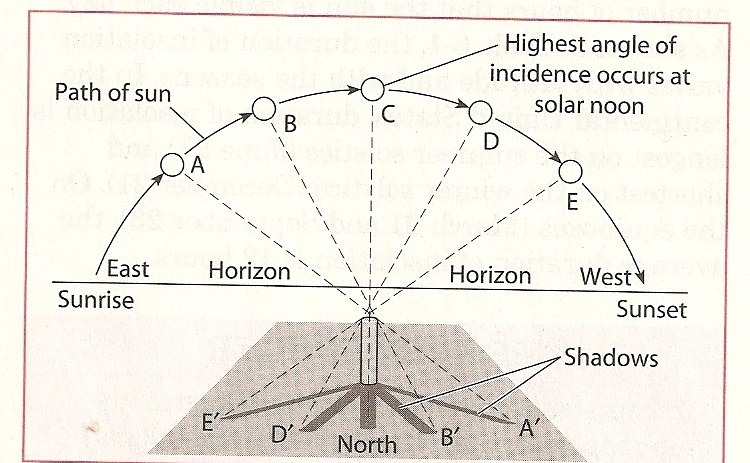 Highest angle of
incidence occurs at
solar noon
Path of sun
A
B
C
D
E
East
Horizon
Horizon
West
Sunrise
Sunset
Shadows
E′
D′
North
B′
A′